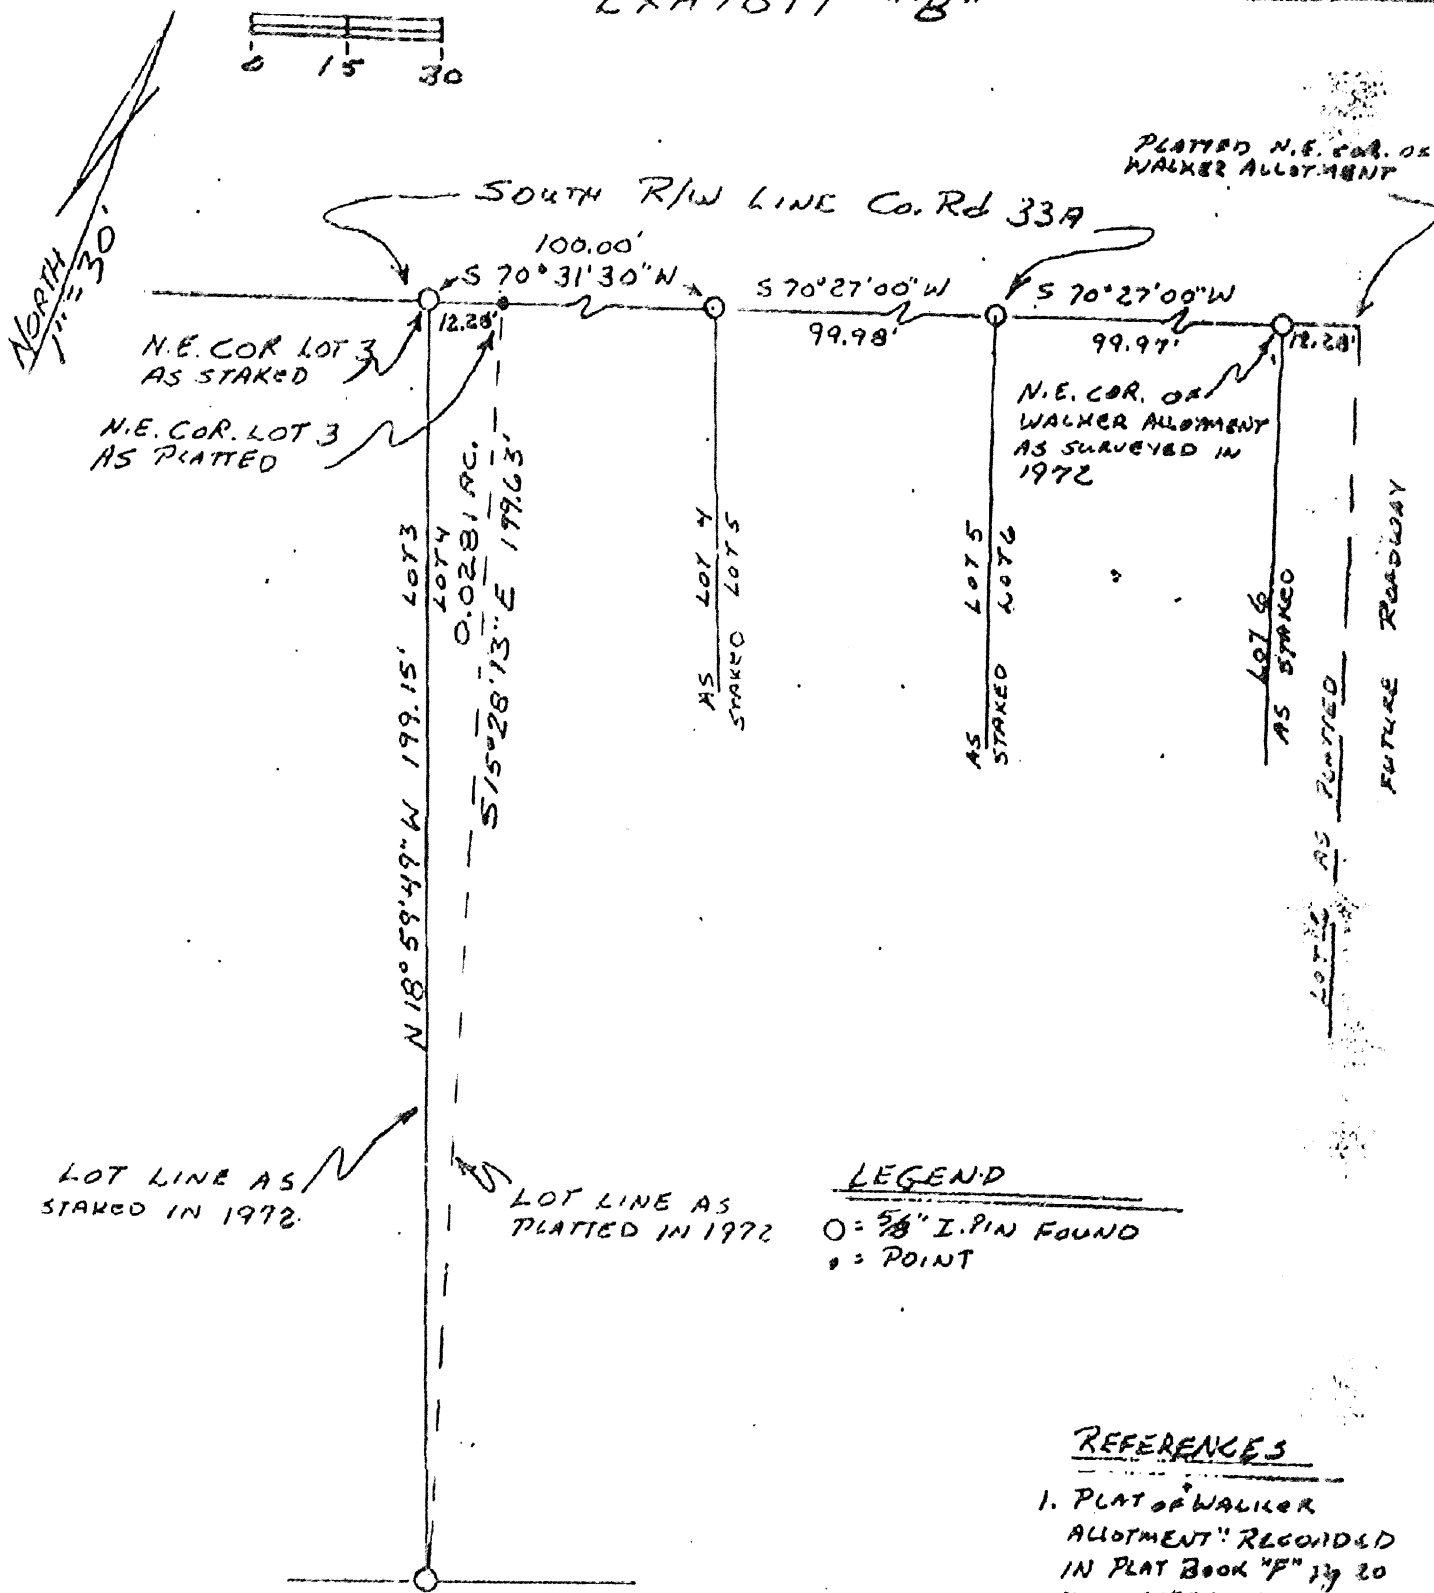 EXHIBIT "B"
0 15 30
NORTH
1"=30'
PLATTED N.E. COR. OF
WALKER ALLOTMENT
SOUTH R/W LINE Co. Rd 33A
100.00'
S 70°31'30" W
S 70°27'00" W
S 70°27'00" W
12.28'
99.98'
99.97'
12.28'
N.E. COR LOT 3
AS STAKED
N.E. COR. LOT 3
AS PLATTED
N.E. COR. OF
WALKER ALLOTMENT
AS SURVEYED IN
1972
N 18°59'49" W 199.15'
LOT 3
LOT 4
0.0281 AC.
S 15°28'13" E 199.63'
AS LOT 4
STAKED LOT 5
AS LOT 5
STAKED LOT 6
LOT 6
AS STAKED
LOT 6 AS PLATTED
FUTURE ROADWAY
LOT LINE AS
STAKED IN 1972
LOT LINE AS
PLATTED IN 1972
LEGEND
O = 5/8" I. PIN FOUND
• = POINT
REFERENCES
1. PLAT OF "WALKER
ALLOTMENT" RECORDED
IN PLAT BOOK "F" Pg 20